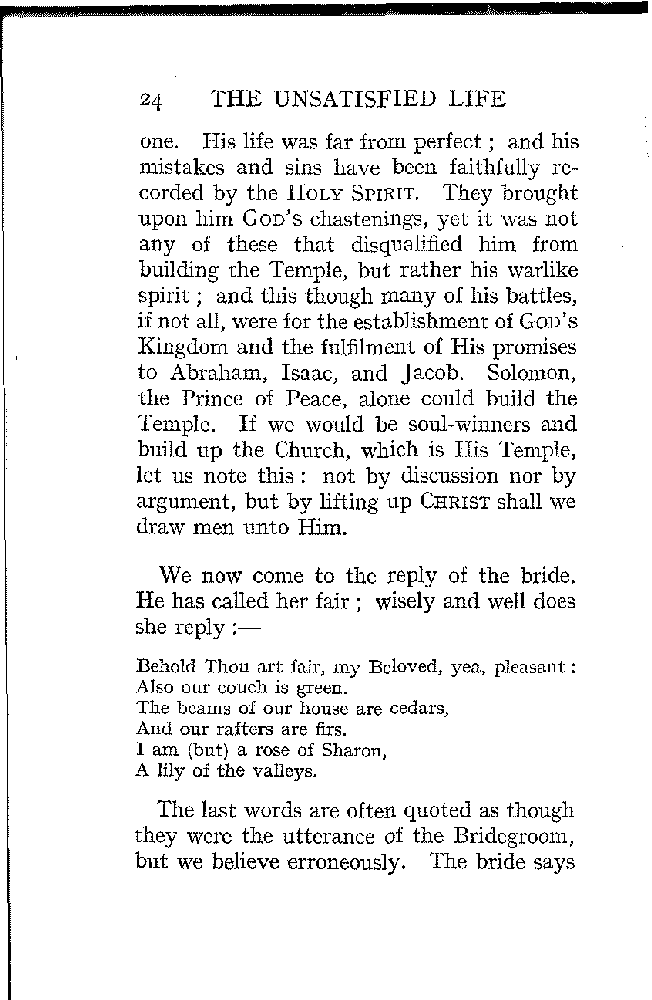 24 THE UNSATISFIED LIFE
one. His life was far from perfect ; and his
mistakes and sins have been faithfully re-
corded by the HOLY SPIRIT. They brought
upon him GOD'S chastenings, yet it was not
any of these that disqualified him from
building the Temple, but rather his warlike
spirit ; and this though many of his battles,
if not all, were for the establishment of GOD'S
Kingdom and the fulfilment of His promises
to Abraham, Isaac, and Jacob. Solomon,
the Prince of Peace, alone could build the
Temple. If we would be soul-winners and
build up the Church, which is His Temple,
let us note this : not by discussion nor by
argument, but by lifting up CHRIST shall we
draw men unto Him.
We now come to the reply of the bride.
He has called her fair ; wisely and well does
she reply :—
Behold Thou art fair, my Beloved, yea, pleasant :
Also our couch is green.
The beams of our house are cedars,
And our rafters are firs.
I am (but) a rose of Sharon,
A lily of the valleys.
The last words are often quoted as though
they were the utterance of the Bridegroom,
but we believe erroneously. The bride says